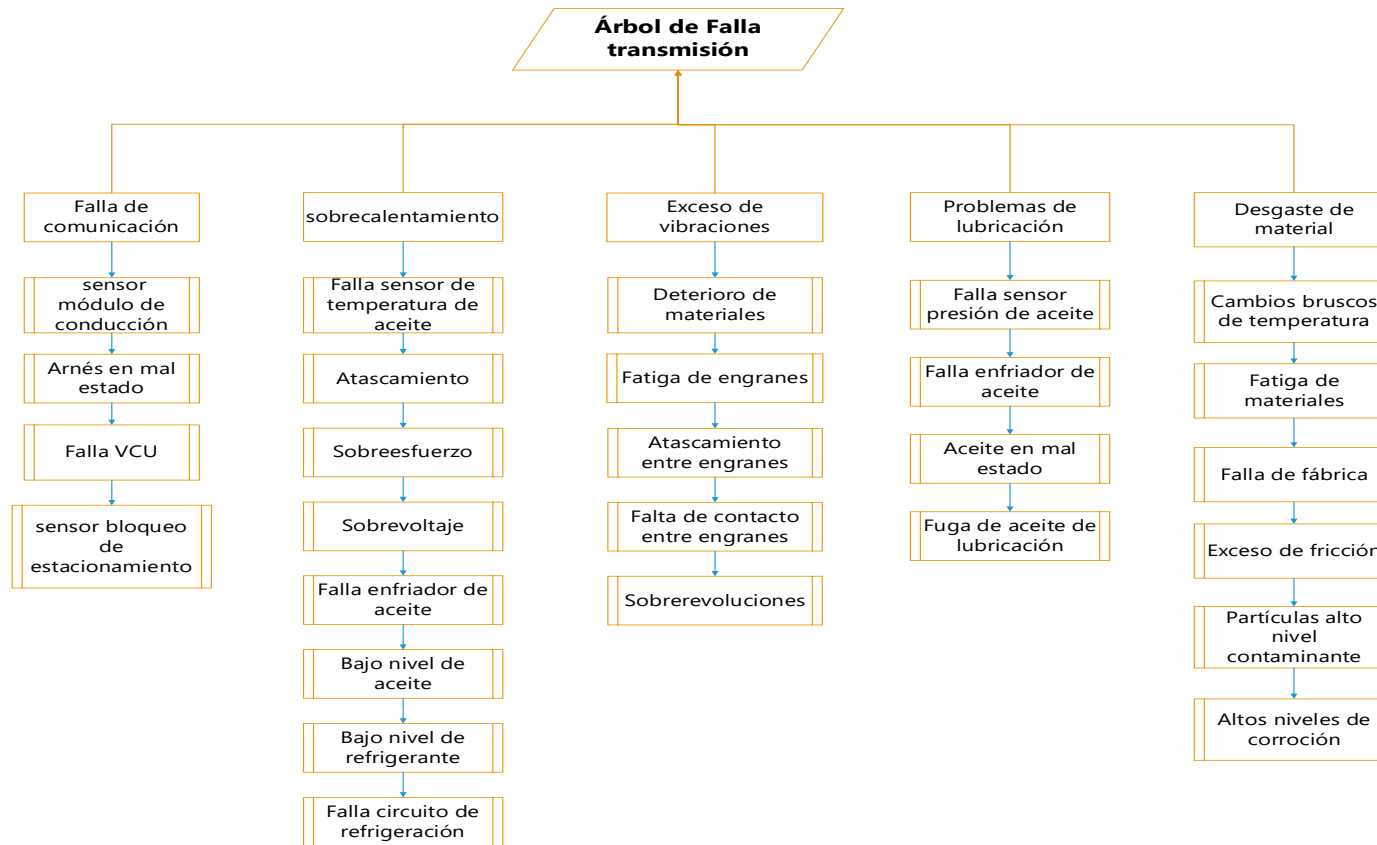 Árbol de Falla
transmisión
Falla de
comunicación
sensor
módulo de
conducción
Arnés en mal
estado
Falla VCU
sensor bloqueo
de
estacionamiento
sobrecalentamiento
Falla sensor de
temperatura de
aceite
Atascamiento
Sobreesfuerzo
Sobrevoltaje
Falla enfriador de
aceite
Bajo nivel de
aceite
Bajo nivel de
refrigerante
Falla circuito de
refrigeración
Exceso de
vibraciones
Deterioro de
materiales
Fatiga de engranes
Atascamiento
entre engranes
Falta de contacto
entre engranes
Sobrerevoluciones
Problemas de
lubricación
Falla sensor
presión de aceite
Falla enfriador de
aceite
Aceite en mal
estado
Fuga de aceite de
lubricación
Desgaste de
material
Cambios bruscos
de temperatura
Fatiga de
materiales
Falla de fábrica
Exceso de fricción
Partículas alto
nivel
contaminante
Altos niveles de
corroción